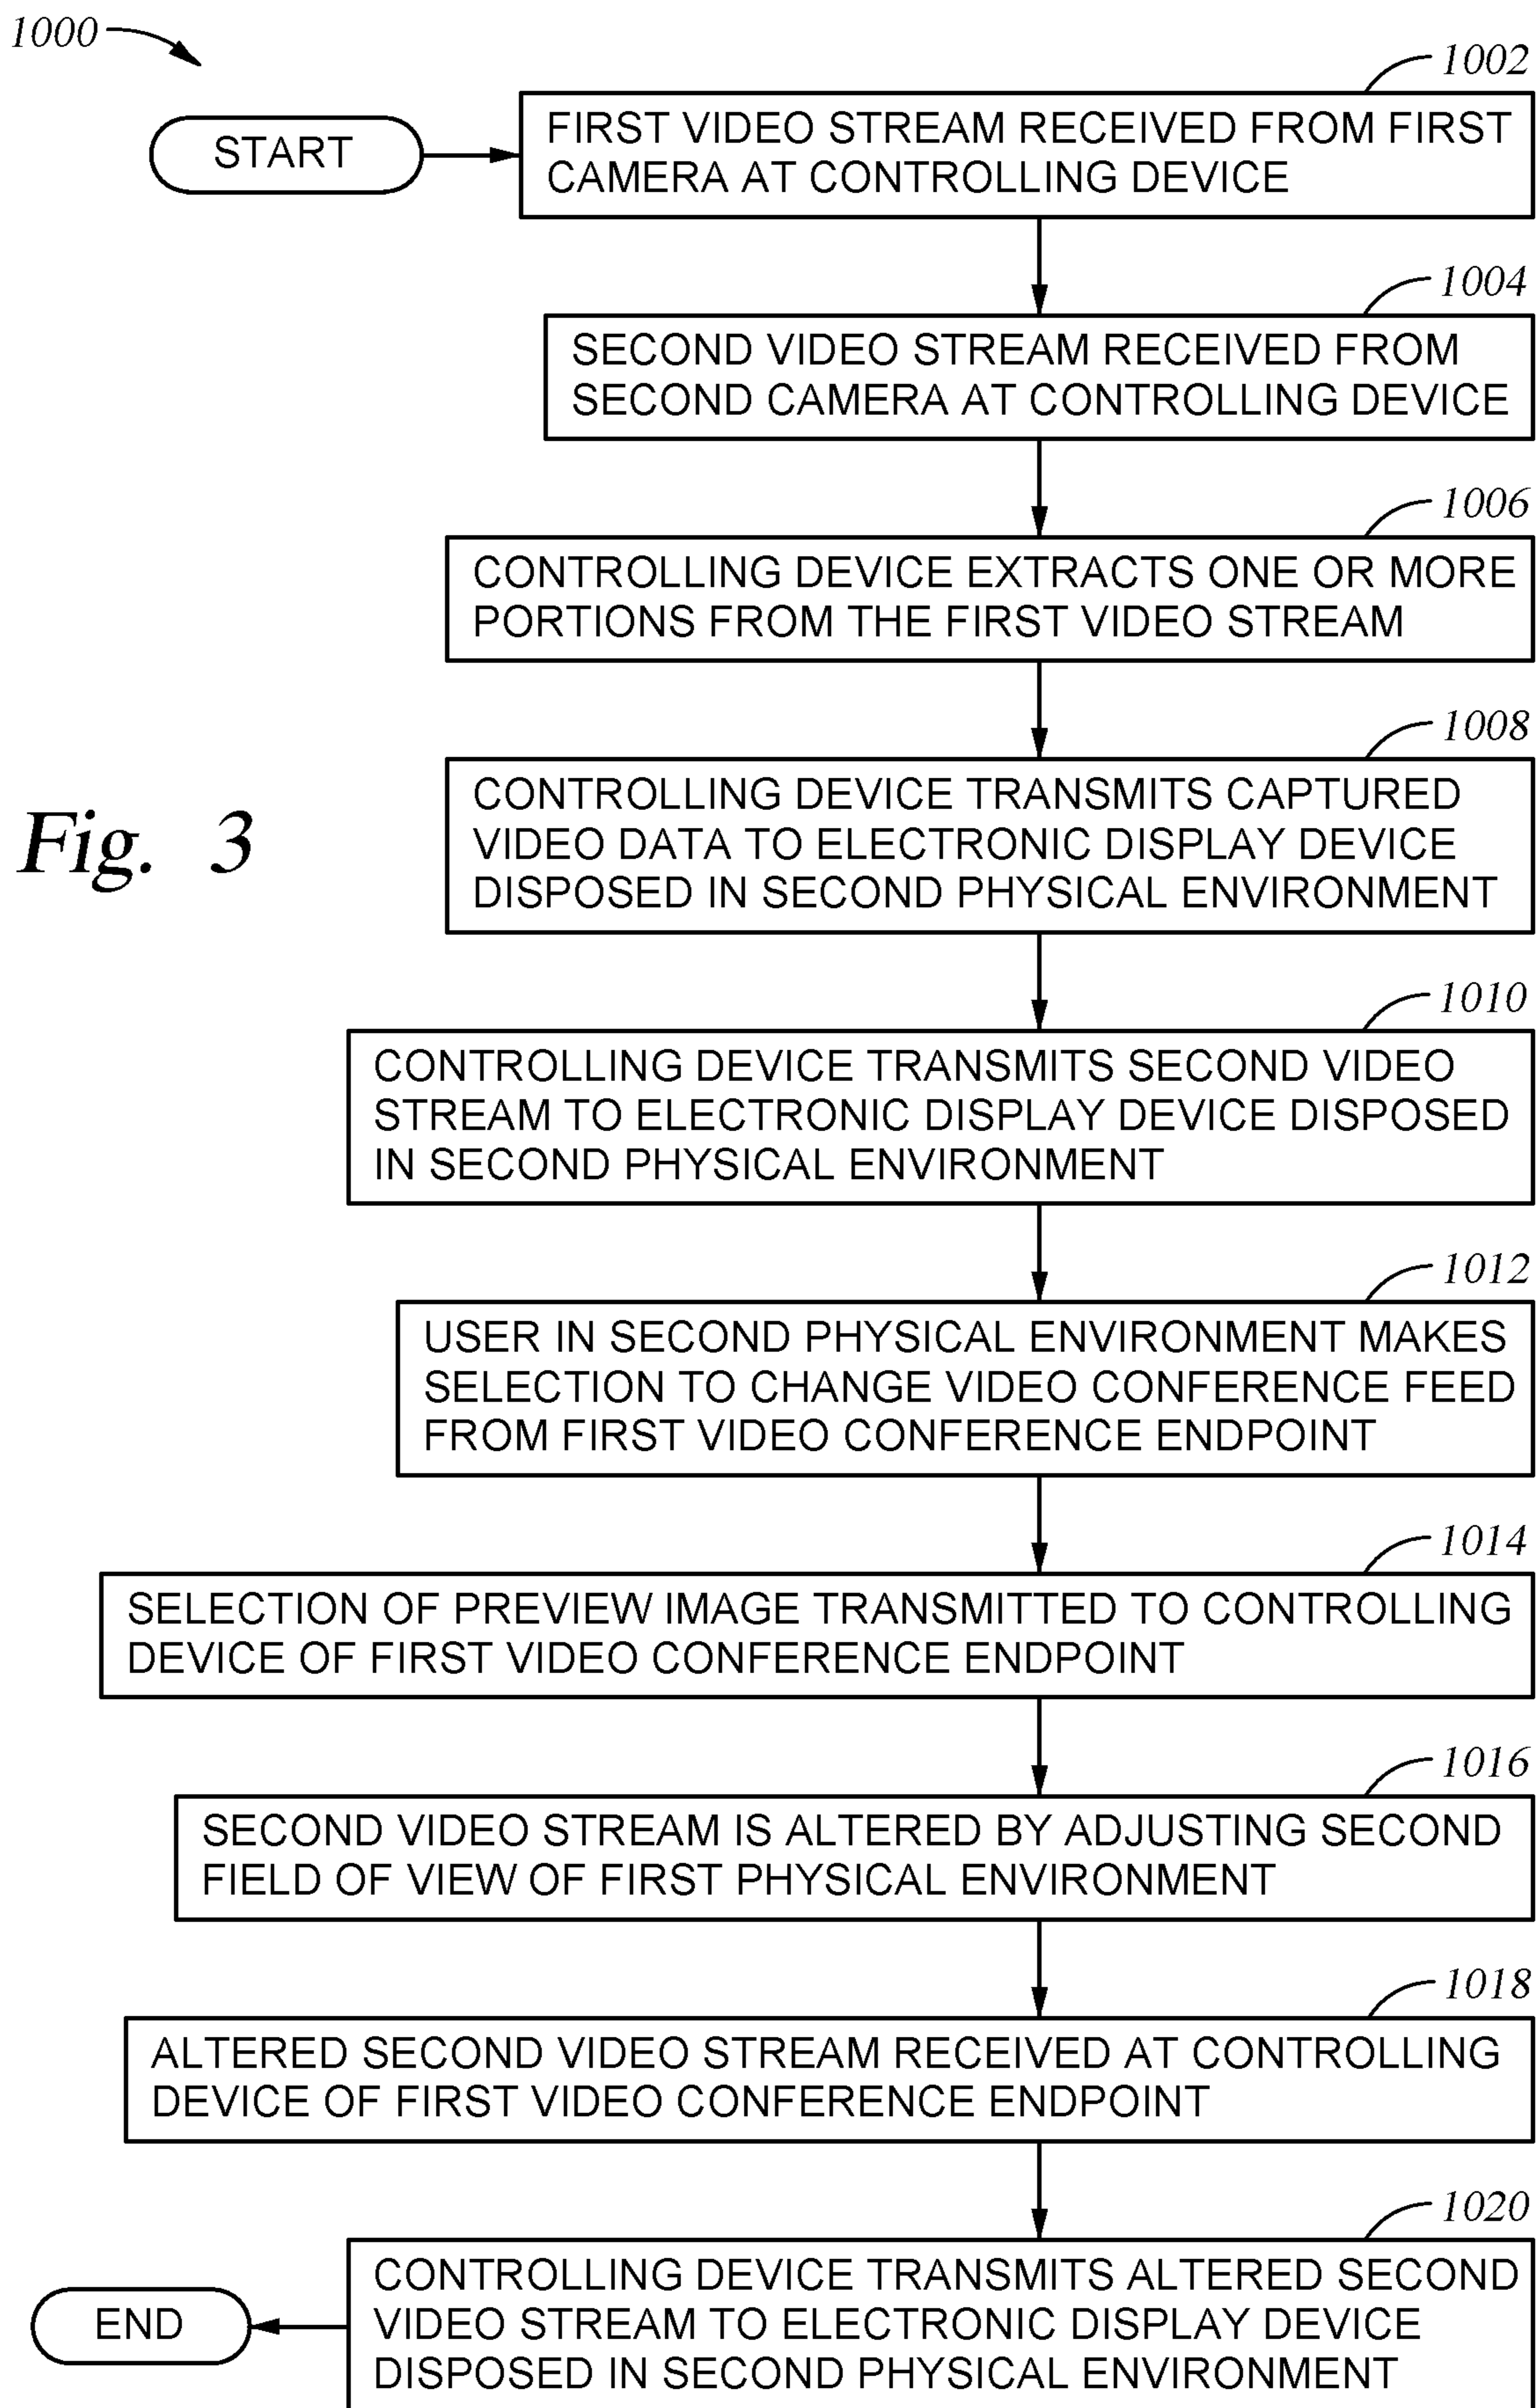 1000
1002
START
FIRST VIDEO STREAM RECEIVED FROM FIRST
CAMERA AT CONTROLLING DEVICE
1004
SECOND VIDEO STREAM RECEIVED FROM
SECOND CAMERA AT CONTROLLING DEVICE
1006
CONTROLLING DEVICE EXTRACTS ONE OR MORE
PORTIONS FROM THE FIRST VIDEO STREAM
1008
CONTROLLING DEVICE TRANSMITS CAPTURED
VIDEO DATA TO ELECTRONIC DISPLAY DEVICE
DISPOSED IN SECOND PHYSICAL ENVIRONMENT
Fig. 3
1010
CONTROLLING DEVICE TRANSMITS SECOND VIDEO
STREAM TO ELECTRONIC DISPLAY DEVICE DISPOSED
IN SECOND PHYSICAL ENVIRONMENT
1012
USER IN SECOND PHYSICAL ENVIRONMENT MAKES
SELECTION TO CHANGE VIDEO CONFERENCE FEED
FROM FIRST VIDEO CONFERENCE ENDPOINT
1014
SELECTION OF PREVIEW IMAGE TRANSMITTED TO CONTROLLING
DEVICE OF FIRST VIDEO CONFERENCE ENDPOINT
1016
SECOND VIDEO STREAM IS ALTERED BY ADJUSTING SECOND
FIELD OF VIEW OF FIRST PHYSICAL ENVIRONMENT
1018
ALTERED SECOND VIDEO STREAM RECEIVED AT CONTROLLING
DEVICE OF FIRST VIDEO CONFERENCE ENDPOINT
1020
CONTROLLING DEVICE TRANSMITS ALTERED SECOND
VIDEO STREAM TO ELECTRONIC DISPLAY DEVICE
DISPOSED IN SECOND PHYSICAL ENVIRONMENT
END